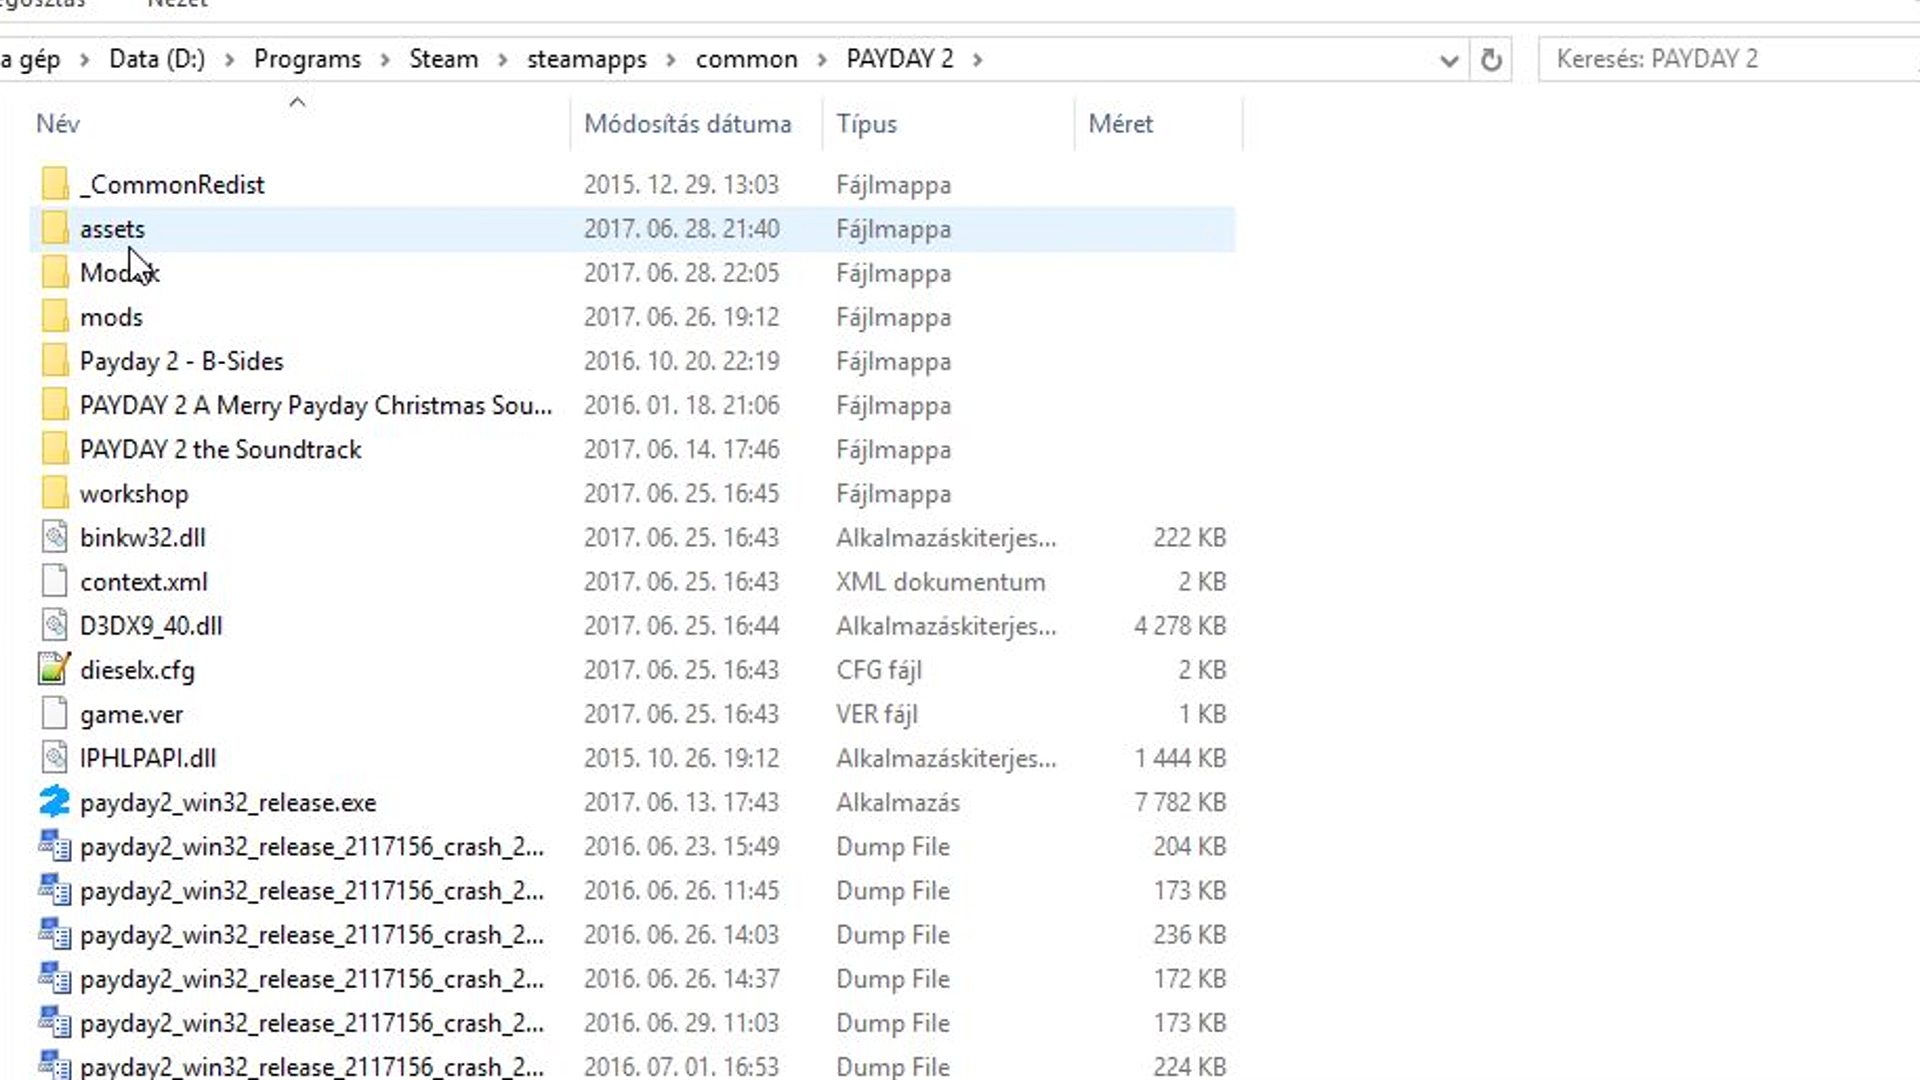 Nézet
a gép > Data (D:) > Programs > Steam > steamapps > common > PAYDAY 2 >
Keresés: PAYDAY 2
Név Módosítás dátuma Típus Méret
_CommonRedist 2015. 12. 29. 13:03 Fájlmappa
assets 2017. 06. 28. 21:40 Fájlmappa
2017. 06. 28. 22:05 Fájlmappa
mods 2017. 06. 26. 19:12 Fájlmappa
Payday 2 - B-Sides 2016. 10. 20. 22:19 Fájlmappa
PAYDAY 2 A Merry Payday Christmas Sou... 2016. 01. 18. 21:06 Fájlmappa
PAYDAY 2 the Soundtrack 2017. 06. 14. 17:46 Fájlmappa
workshop 2017. 06. 25. 16:45 Fájlmappa
binkw32.dll 2017. 06. 25. 16:43 Alkalmazáskiterjes... 222 KB
context.xml 2017. 06. 25. 16:43 XML dokumentum 2 KB
D3DX9_40.dll 2017. 06. 25. 16:44 Alkalmazáskiterjes... 4 278 KB
dieselx.cfg 2017. 06. 25. 16:43 CFG fájl 2 KB
game.ver 2017. 06. 25. 16:43 VER fájl 1 KB
IPHLPAPI.dll 2015. 10. 26. 19:12 Alkalmazáskiterjes... 1 444 KB
payday2_win32_release.exe 2017. 06. 13. 17:43 Alkalmazás 7 782 KB
payday2_win32_release_2117156_crash_2... 2016. 06. 23. 15:49 Dump File 204 KB
payday2_win32_release_2117156_crash_2... 2016. 06. 26. 11:45 Dump File 173 KB
payday2_win32_release_2117156_crash_2... 2016. 06. 26. 14:03 Dump File 236 KB
payday2_win32_release_2117156_crash_2... 2016. 06. 26. 14:37 Dump File 172 KB
payday2_win32_release_2117156_crash_2... 2016. 06. 29. 11:03 Dump File 173 KB
payday2_win32_release_2117156_crash_2... 2016. 07. 01. 16:53 Dump File 224 KB